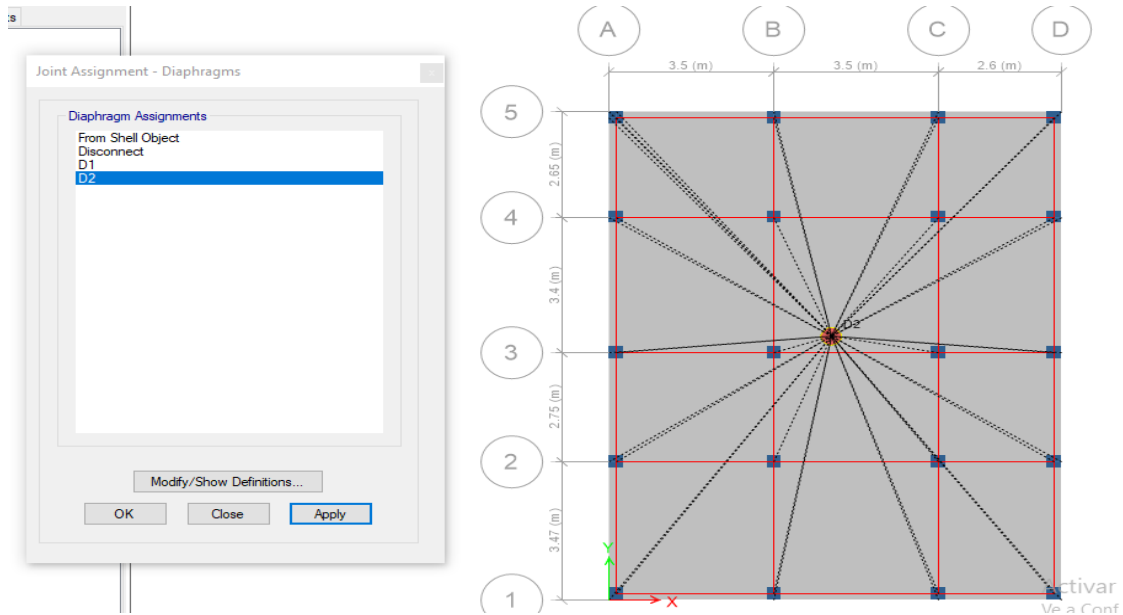 ts
Joint Assignment - Diaphragms
x
Diaphragm Assignments
From Shell Object
Disconnect
D1
D2
Modify/Show Definitions...
OK Close Apply
A B C D
3.5 (m) 3.5 (m) 2.6 (m)
5
2.65 (m)
4
3.4 (m)
D2
3
2.75 (m)
2
3.47 (m)
Y
1
X
ctivar
Ve a Conf